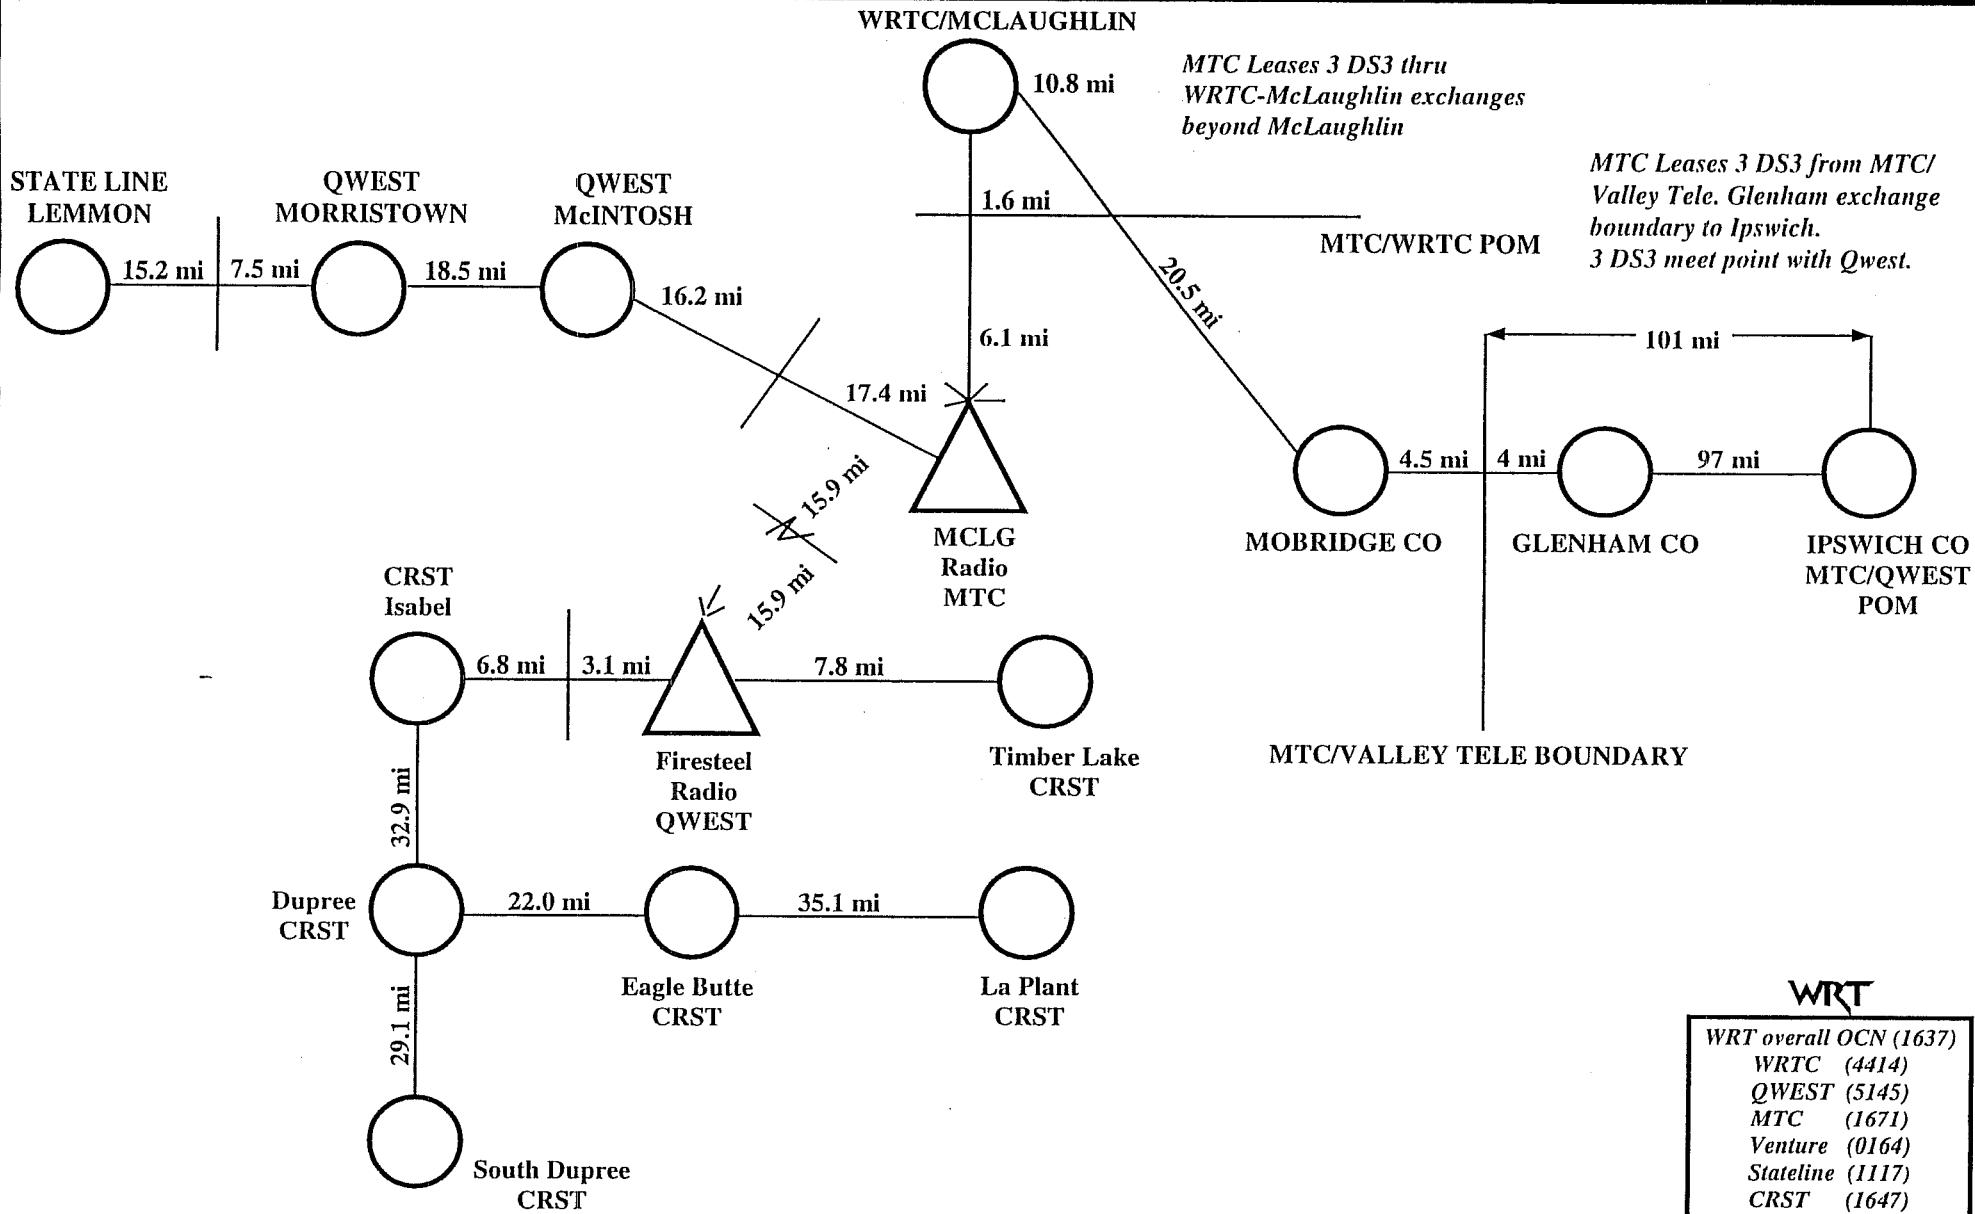 WRTC/MCLAUGHLIN
10.8 mi
MTC Leases 3 DS3 thru
WRTC-McLaughlin exchanges
beyond McLaughlin
MTC Leases 3 DS3 from MTC/
Valley Tele. Glenham exchange
boundary to Ipswich.
3 DS3 meet point with Qwest.
STATE LINE
LEMMON
QWEST
MORRISTOWN
QWEST
McINTOSH
1.6 mi
MTC/WRTC POM
15.2 mi
7.5 mi
18.5 mi
16.2 mi
20.5 mi
6.1 mi
101 mi
17.4 mi
15.9 mi
4.5 mi
4 mi
97 mi
MCLG
Radio
MTC
MOBRIDGE CO
GLENHAM CO
IPSWICH CO
MTC/QWEST
POM
15.9 mi
CRST
Isabel
6.8 mi
3.1 mi
7.8 mi
Firesteel
Radio
QWEST
Timber Lake
CRST
MTC/VALLEY TELE BOUNDARY
32.9 mi
Dupree
CRST
22.0 mi
35.1 mi
Eagle Butte
CRST
La Plant
CRST
29.1 mi
South Dupree
CRST
WRT
WRT overall OCN (1637)
WRTC (4414)
QWEST (5145)
MTC (1671)
Venture (0164)
Stateline (1117)
CRST (1647)